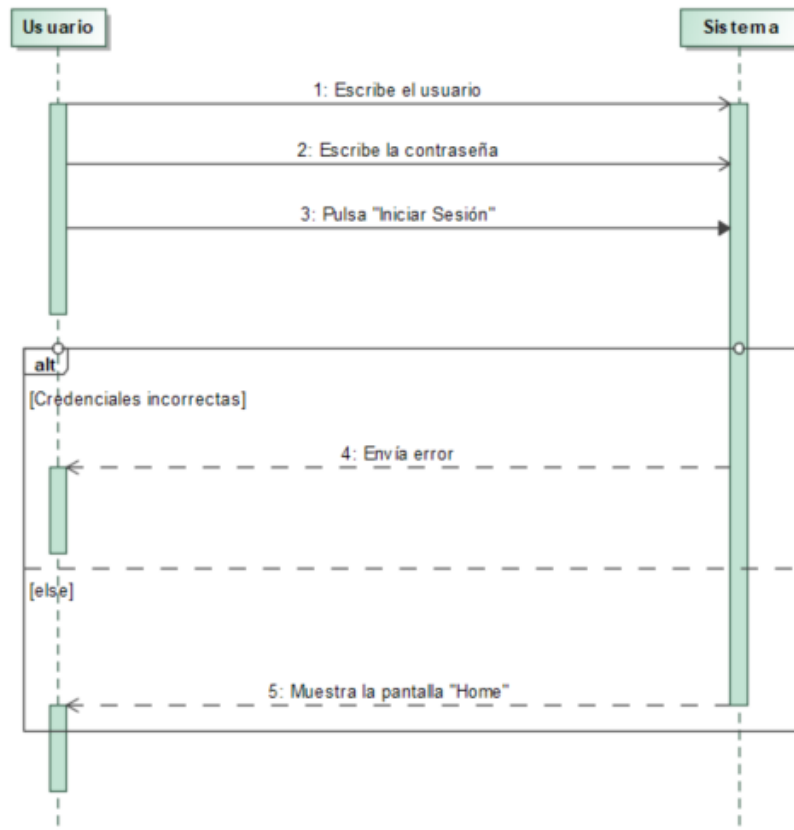 Usuario
Sistema
1: Escribe el usuario
2: Escribe la contraseña
3: Pulsa "Iniciar Sesión"
alt
[Credenciales incorrectas]
4: Envía error
[else]
5: Muestra la pantalla "Home"